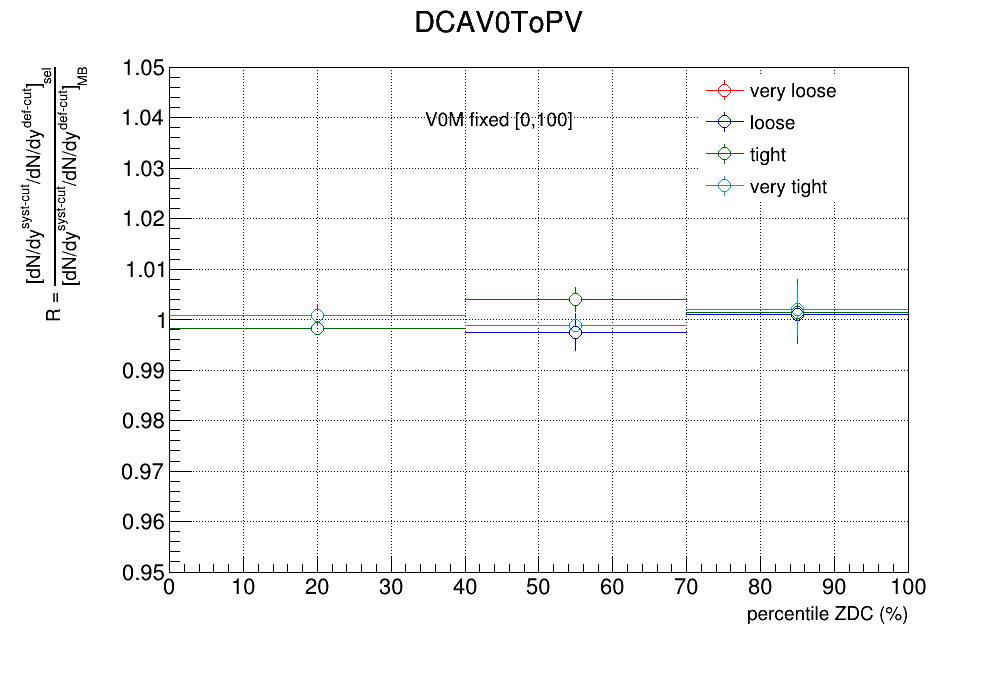 DCAV0ToPV
R = [dN/dy^syst-cut/dN/dy^def-cut]_sel
[dN/dy^syst-cut/dN/dy^def-cut]_MB
1.05
1.04
1.03
1.02
1.01
1
0.99
0.98
0.97
0.96
0.95
V0M fixed [0,100]
very loose
loose
tight
very tight
0 10 20 30 40 50 60 70 80 90 100
percentile ZDC (%)